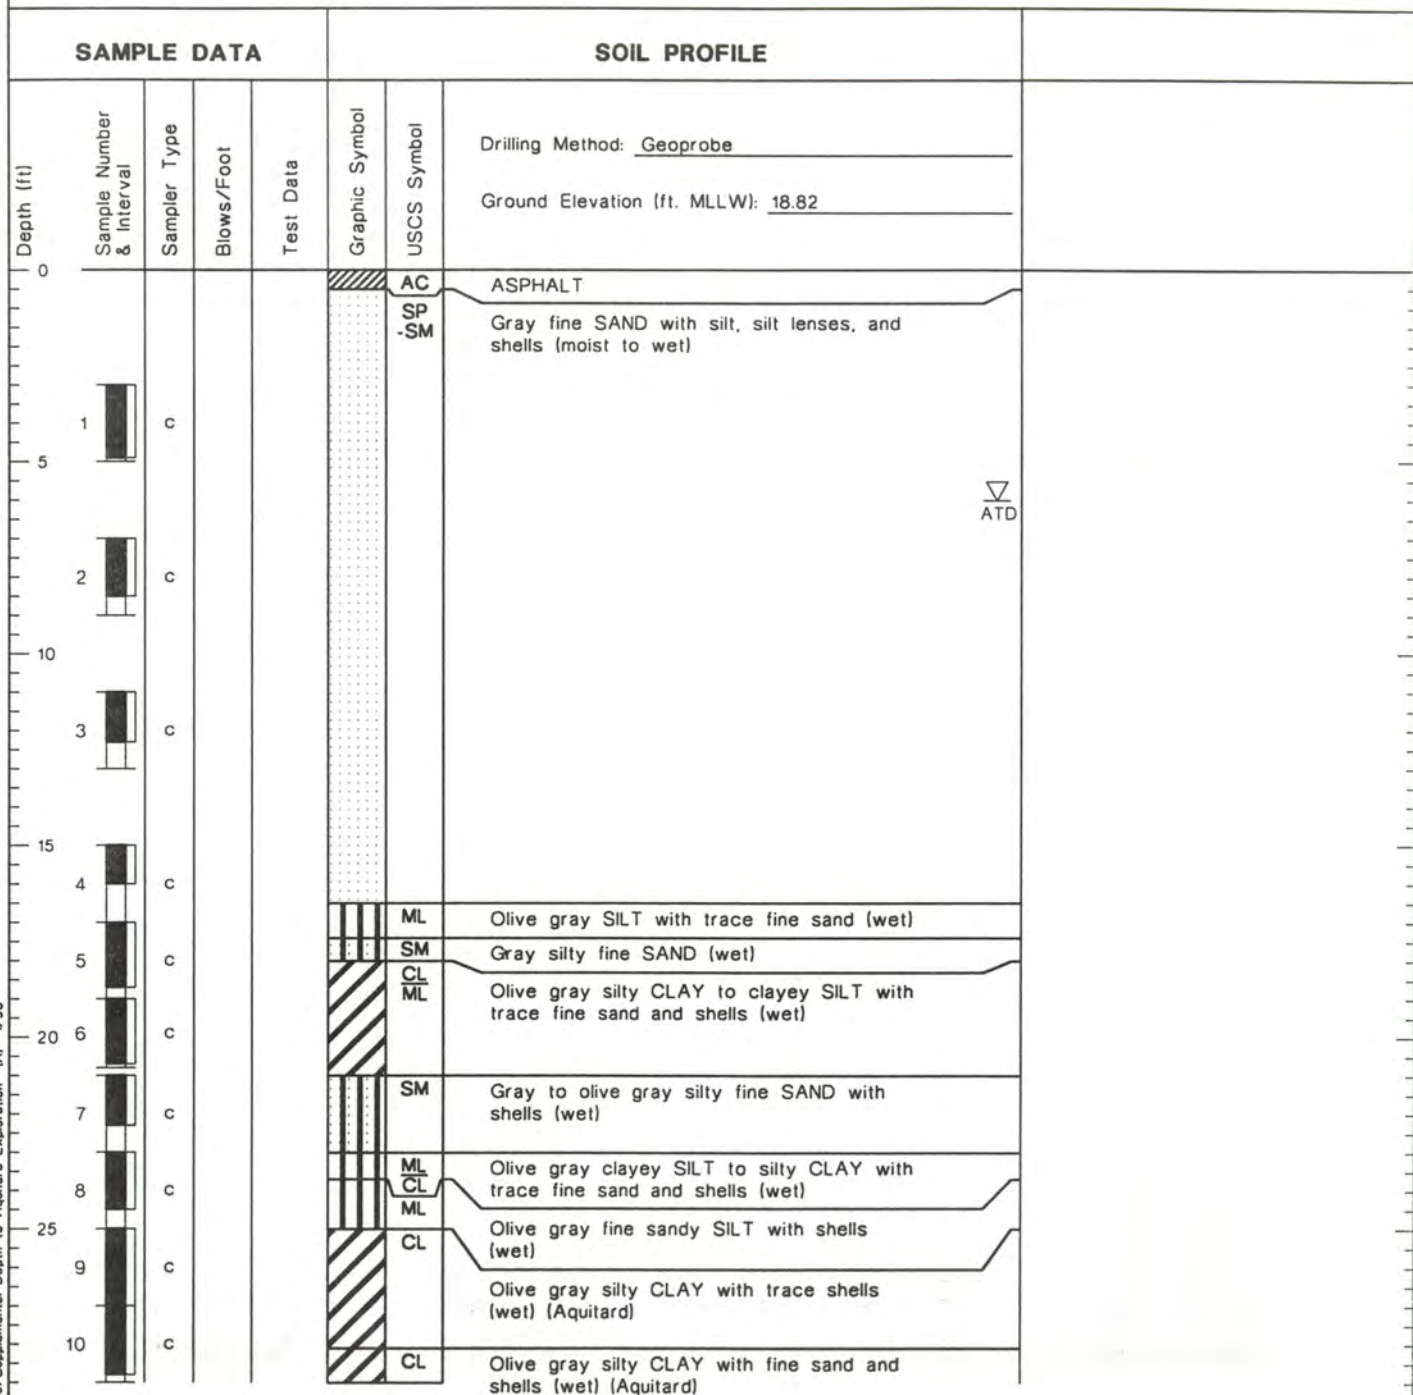 SAMPLE DATA
SOIL PROFILE
Depth (ft)
Sample Number
& Interval
Sampler Type
Blows/Foot
Test Data
Graphic Symbol
USCS Symbol
Drilling Method: Geoprobe
Ground Elevation (ft. MLLW): 18.82
0
AC
ASPHALT
SP
-SM
Gray fine SAND with silt, silt lenses, and
shells (moist to wet)
1
c
5
ATD
2
c
10
3
c
15
4
c
ML
Olive gray SILT with trace fine sand (wet)
SM
Gray silty fine SAND (wet)
5
c
CL
ML
Olive gray silty CLAY to clayey SILT with
trace fine sand and shells (wet)
20
6
c
SM
Gray to olive gray silty fine SAND with
shells (wet)
7
c
ML
CL
Olive gray clayey SILT to silty CLAY with
trace fine sand and shells (wet)
8
c
ML
Olive gray fine sandy SILT with shells
(wet)
25
CL
9
c
Olive gray silty CLAY with trace shells
(wet) (Aquitard)
10
c
CL
Olive gray silty CLAY with fine sand and
shells (wet) (Aquitard)
Supplemental Depth to Aquitard Exploration